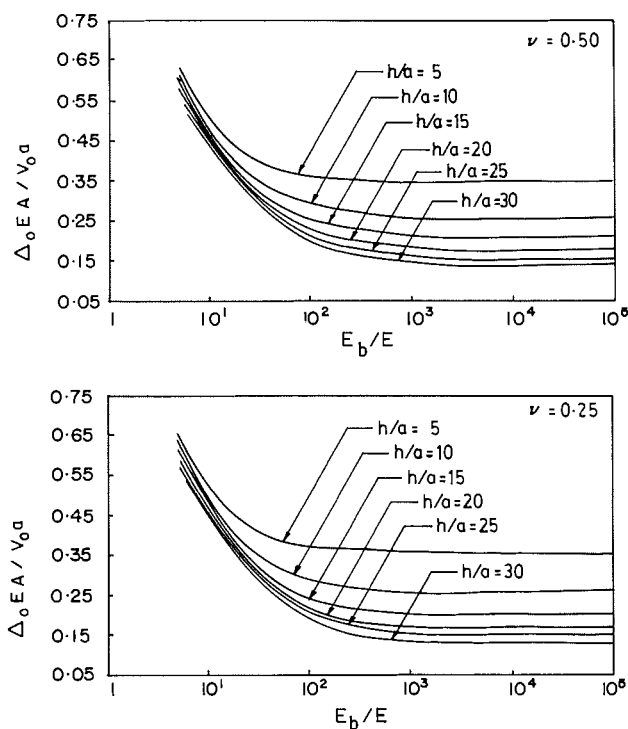 0·75
ν = 0·50
0·65
h/a = 5
h/a = 10
0·55
h/a = 15
0·45
h/a = 20
h/a = 25
0·35
h/a = 30
0·25
0·15
0·05
Δ₀ E A / V₀ a
1 10¹ 10² 10³ 10⁴ 10⁵
E_b/E
0·75
ν = 0·25
0·65
h/a = 5
h/a = 10
0·55
h/a = 15
h/a = 20
0·45
h/a = 25
0·35
h/a = 30
0·25
0·15
0·05
Δ₀ E A / V₀ a
1 10¹ 10² 10³ 10⁴ 10⁵
E_b/E